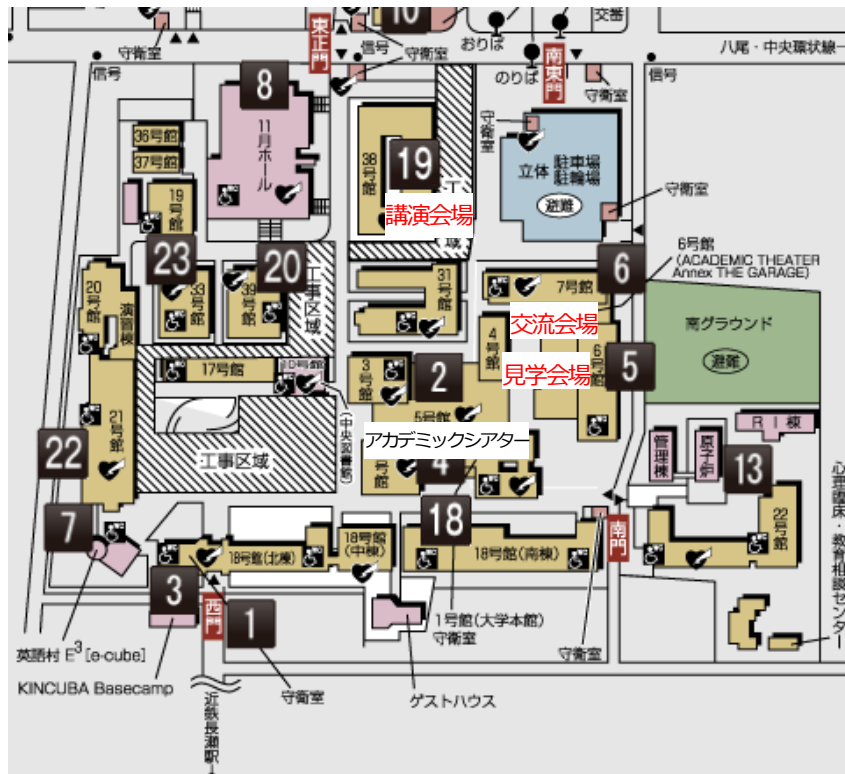 10
交番
守衛室
東正門
信号
守衛室
おりば
のりば
南東門
守衛室
八尾・中央環状線
信号
信号
8
11月ホール
36号館
37号館
19号館
38号館
19
工
域
講演会場
守衛室
立体
駐車場
駐輪場
避難
守衛室
6号館
(ACADEMIC THEATER
Annex THE GARAGE)
23
33号館
20
39号館
工事区域
31号館
6
7号館
交流会場
南グラウンド
避難
20号館
演習棟
17号館
(中央図書館)
3号館
2
4号館
見学会場
6号館
5
5号館
アカデミックシアター
4
号館
21号館
22
工事区域
管理棟
原子炉
RI棟
13
22号館
心理臨床・教育相談センター
7
18号館(北棟)
18号館
(中棟)
18
18号館(南棟)
南門
3
西門
1
1号館(大学本館)
守衛室
守衛室
英語村 E³[e-cube]
KINCUBA Basecamp
守衛室
ゲストハウス
近鉄長瀬駅→